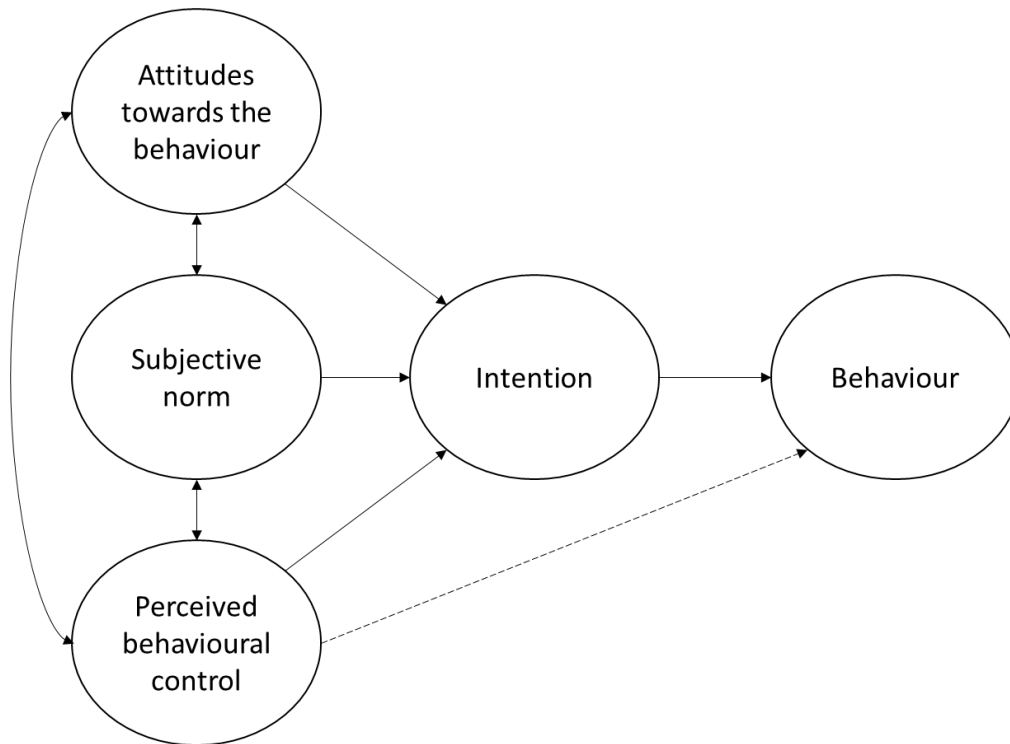 Attitudes
towards the
behaviour
Subjective
norm
Intention
Behaviour
Perceived
behavioural
control